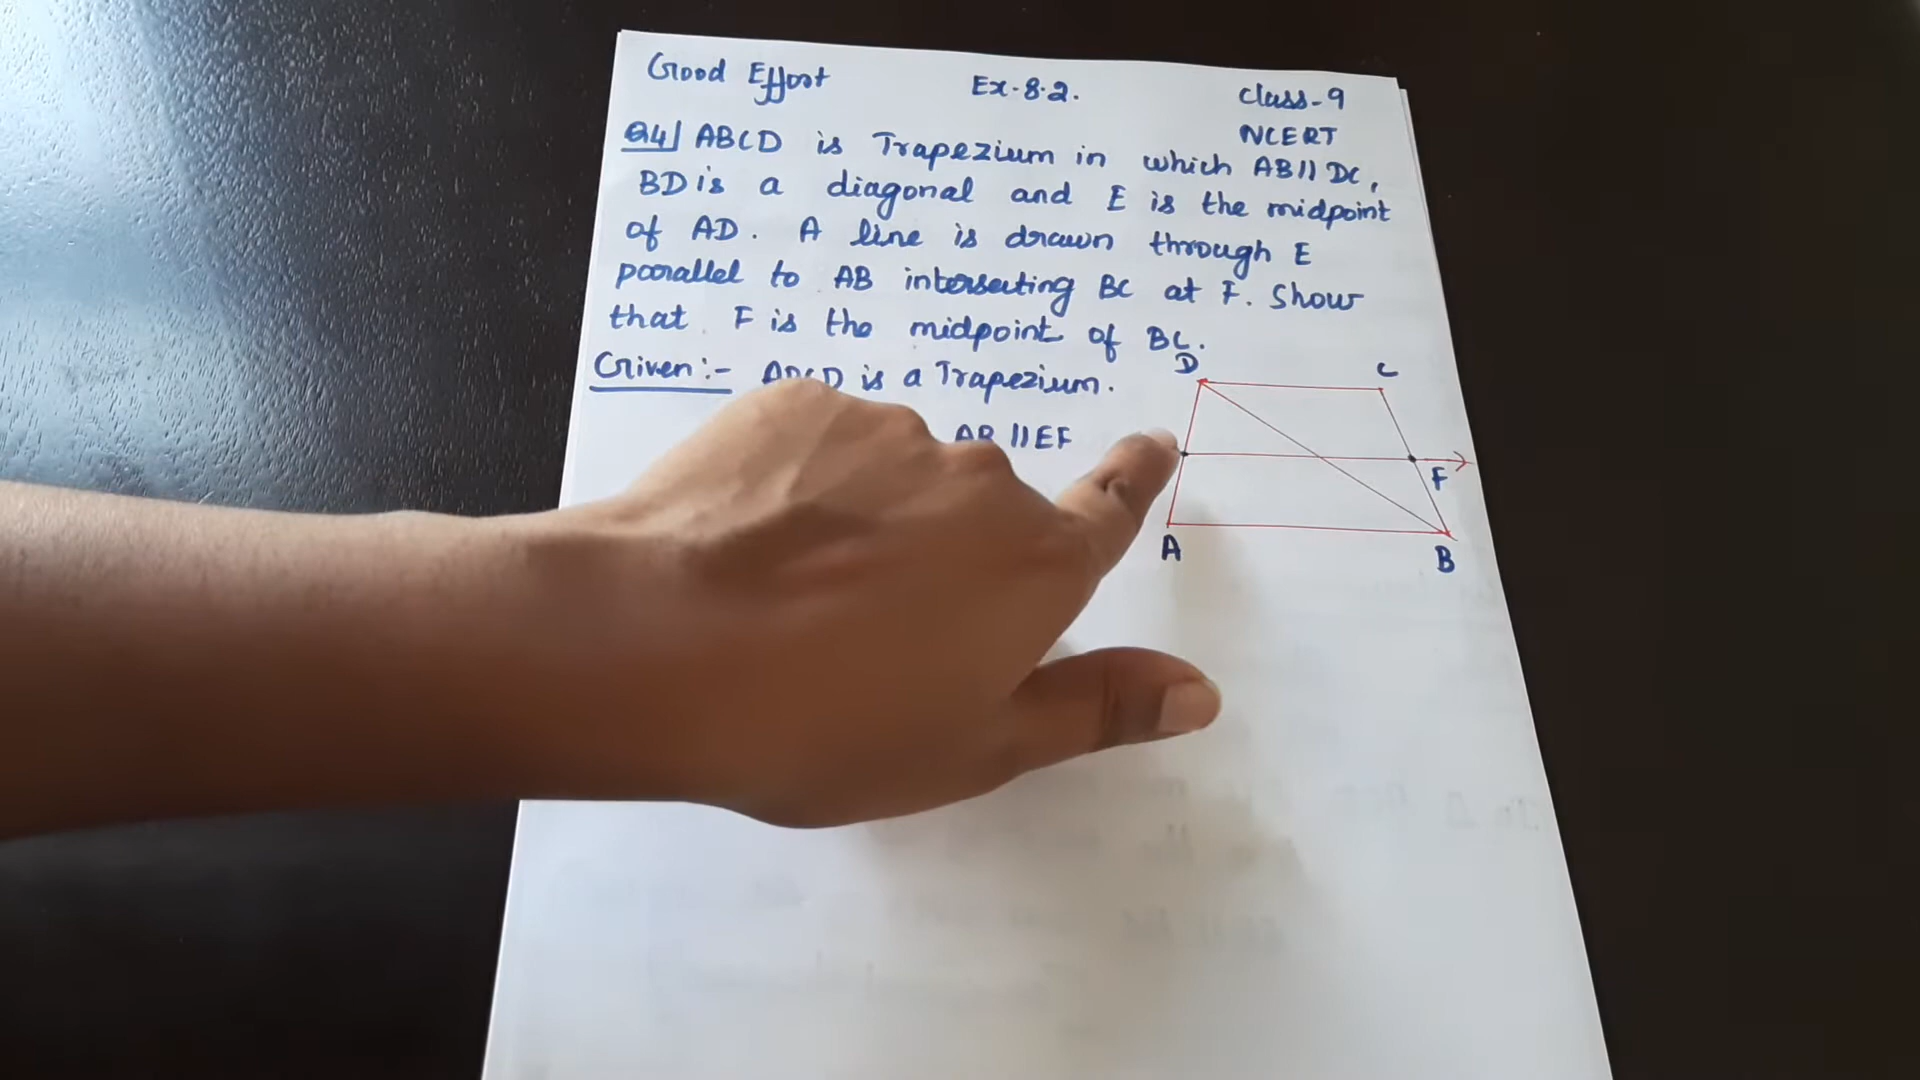 Good Effort Ex-8.2. Class-9
NCERT
Q4| ABCD is Trapezium in which AB || DC,
BD is a diagonal and E is the midpoint
of AD. A line is drawn through E
parallel to AB intersecting BC at F. Show
that F is the midpoint of BC.
Given :- ABCD is a Trapezium.
AB || EF
D C
F
A B